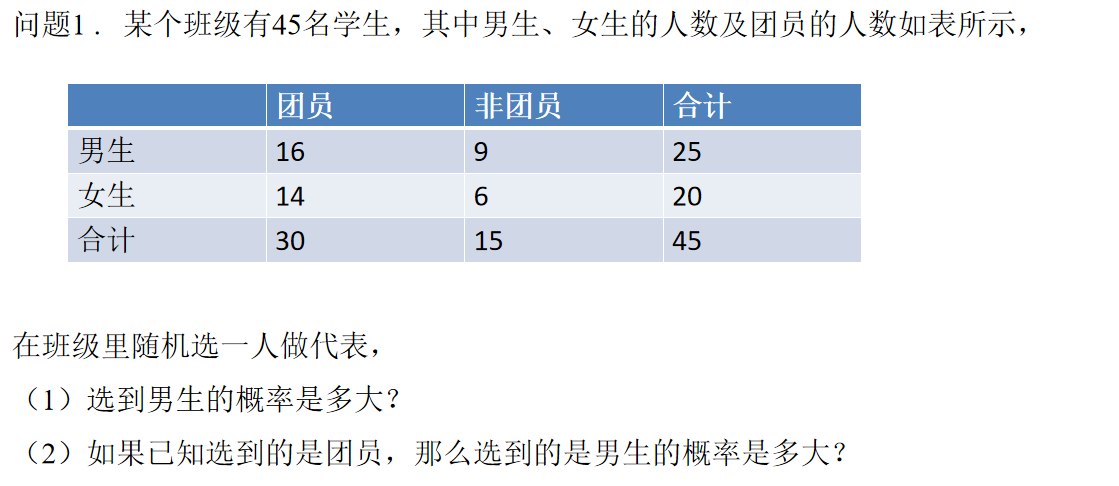 问题1． 某个班级有45名学生，其中男生、女生的人数及团员的人数如表所示，
团员 非团员 合计
男生 16 9 25
女生 14 6 20
合计 30 15 45
在班级里随机选一人做代表，
（1）选到男生的概率是多大？
（2）如果已知选到的是团员，那么选到的是男生的概率是多大？